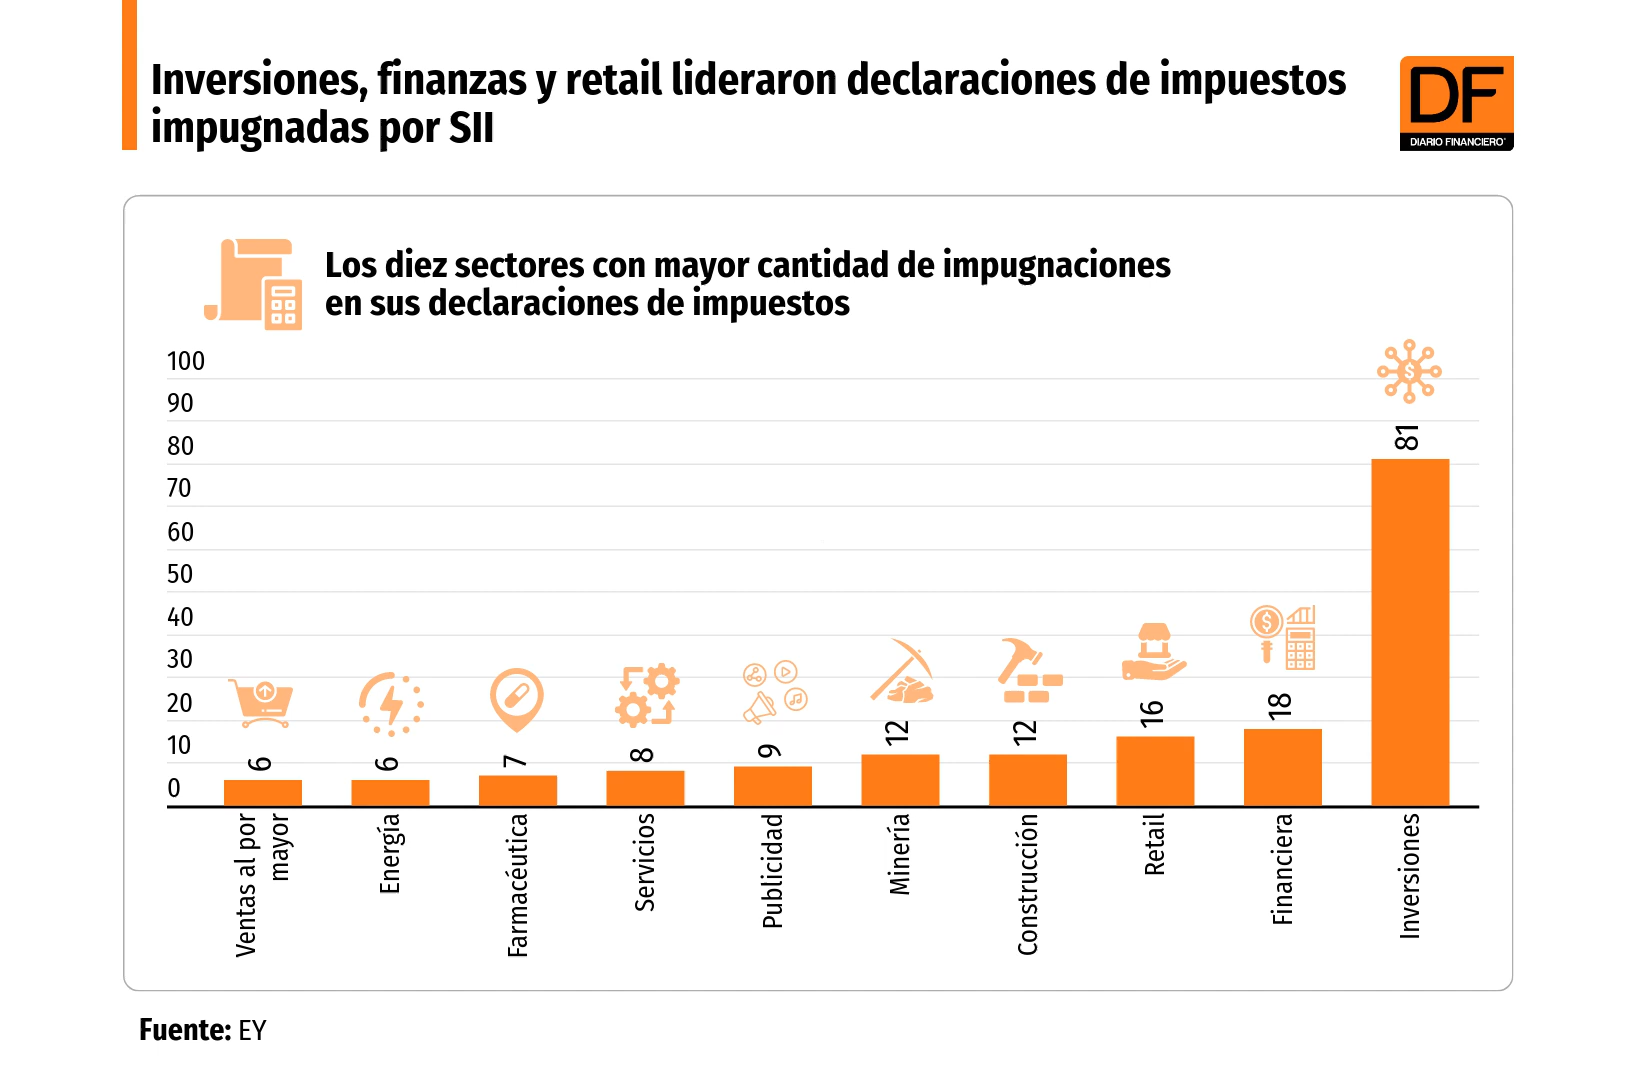 Inversiones, finanzas y retail lideraron declaraciones de impuestos
impugnadas por SII
DF
DIARIO FINANCIERO
Los diez sectores con mayor cantidad de impugnaciones
en sus declaraciones de impuestos
100
90
80
70
60
50
40
30
20
10
0
6
6
7
8
9
12
12
16
18
81
Ventas al por
mayor
Energía
Farmacéutica
Servicios
Publicidad
Minería
Construcción
Retail
Financiera
Inversiones
Fuente: EY